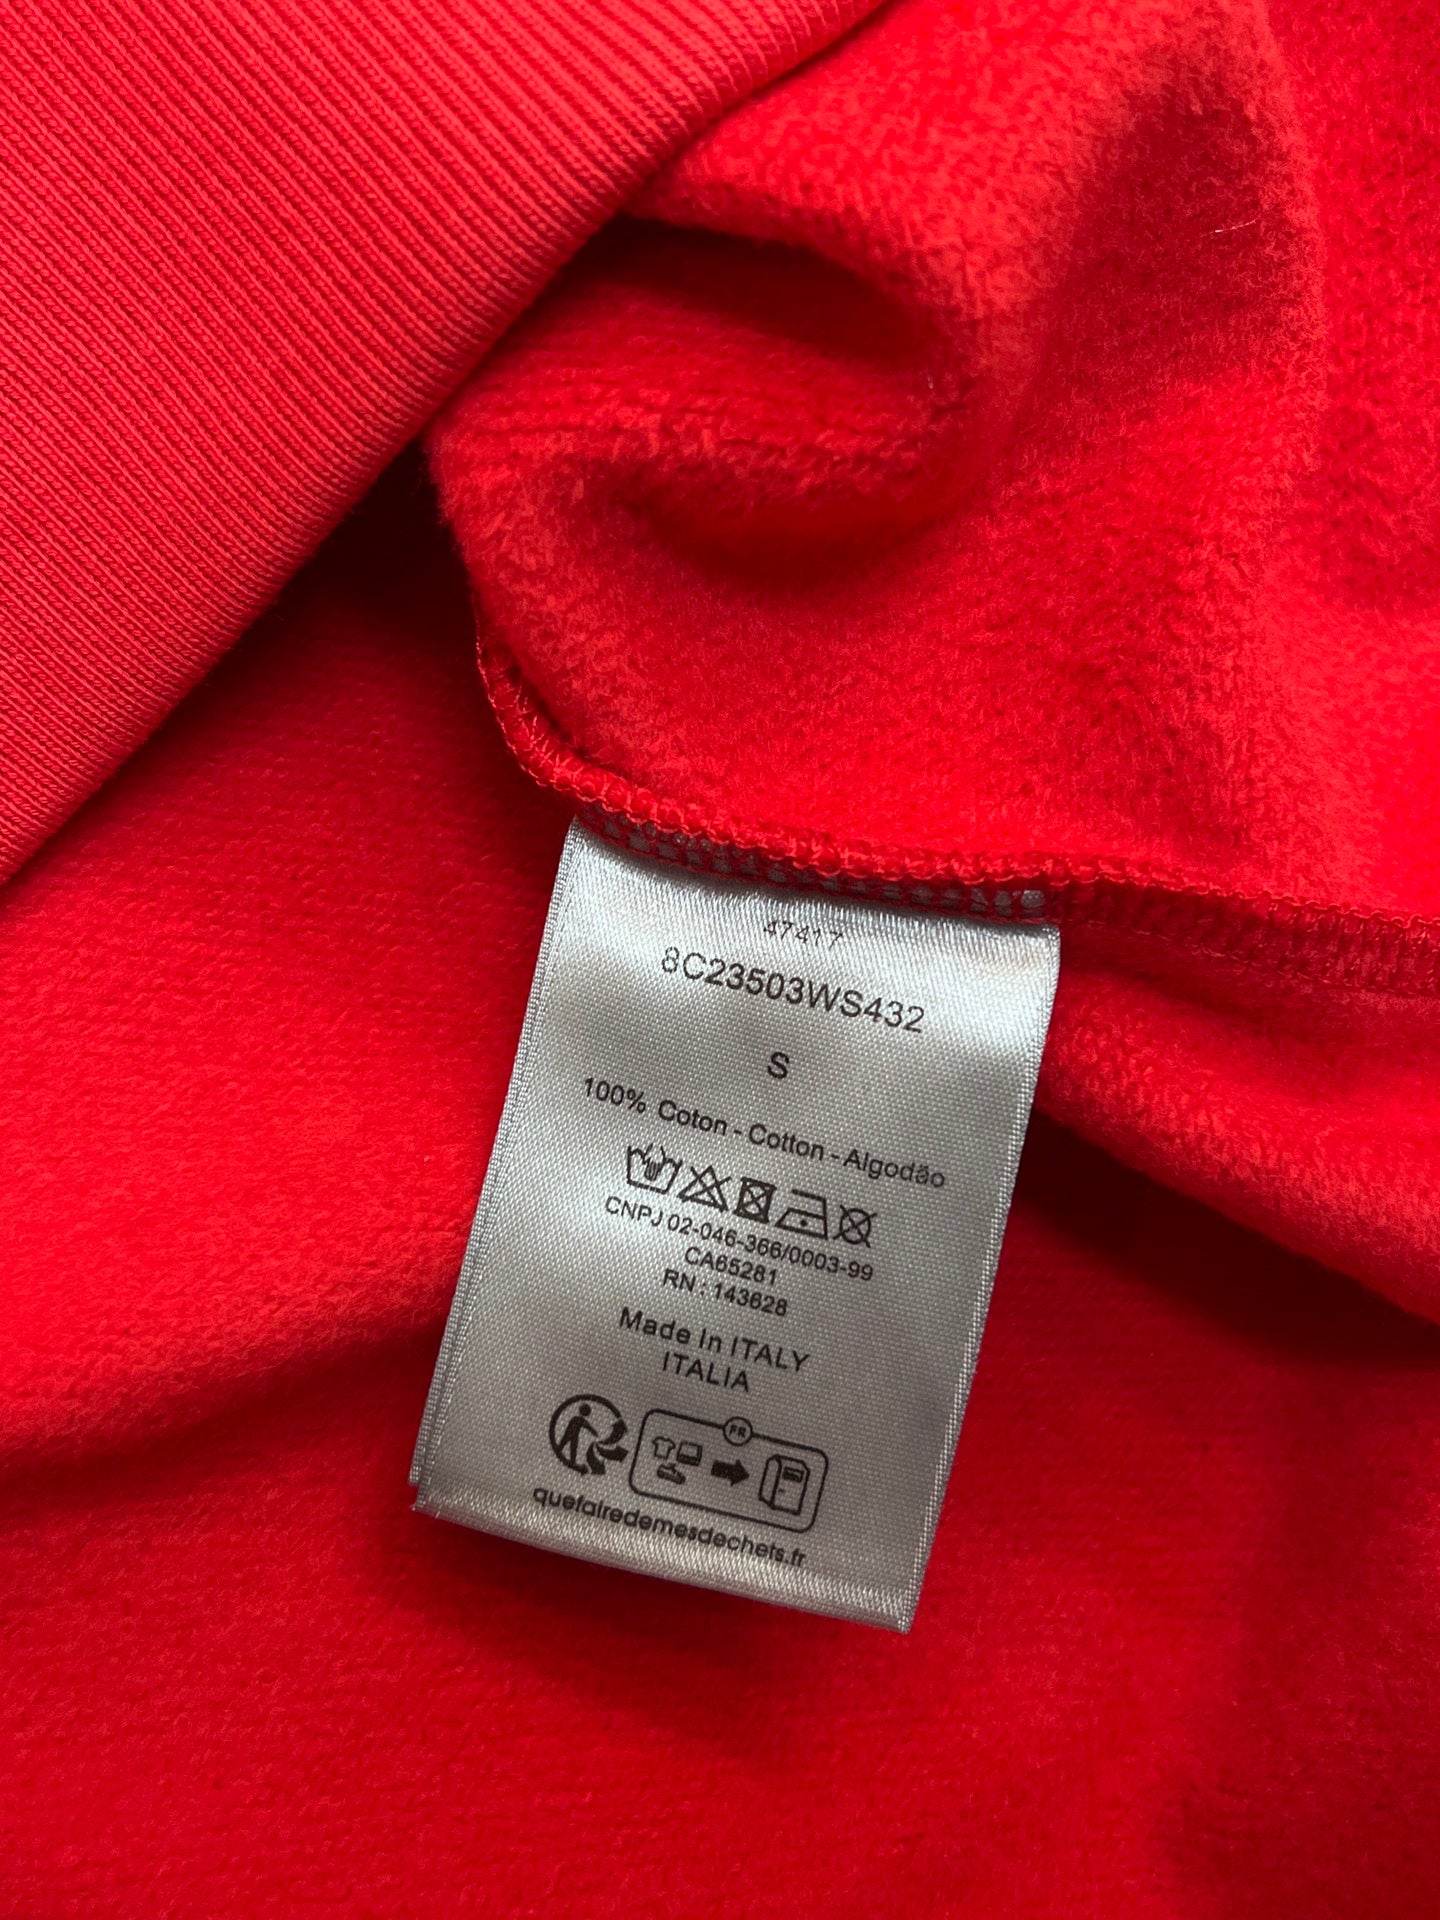 47417
8C23503WS432
S
100% Coton - Cotton - Algodão
CNPJ 02-046-366/0003-99
CA65281
RN : 143628
Made In ITALY
ITALIA
FR
quefairedemesdechets.fr